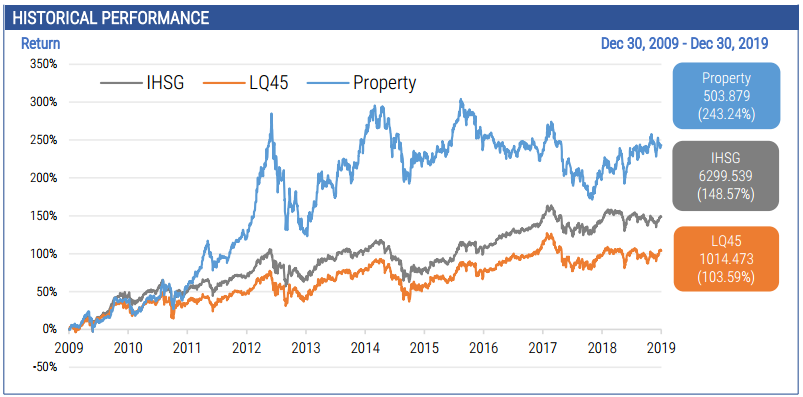 HISTORICAL PERFORMANCE
Return
Dec 30, 2009 - Dec 30, 2019
350%
300%
250%
200%
150%
100%
50%
0%
-50%
IHSG
LQ45
Property
2009
2010
2011
2012
2013
2014
2015
2016
2017
2018
2019
Property
503.879
(243.24%)
IHSG
6299.539
(148.57%)
LQ45
1014.473
(103.59%)